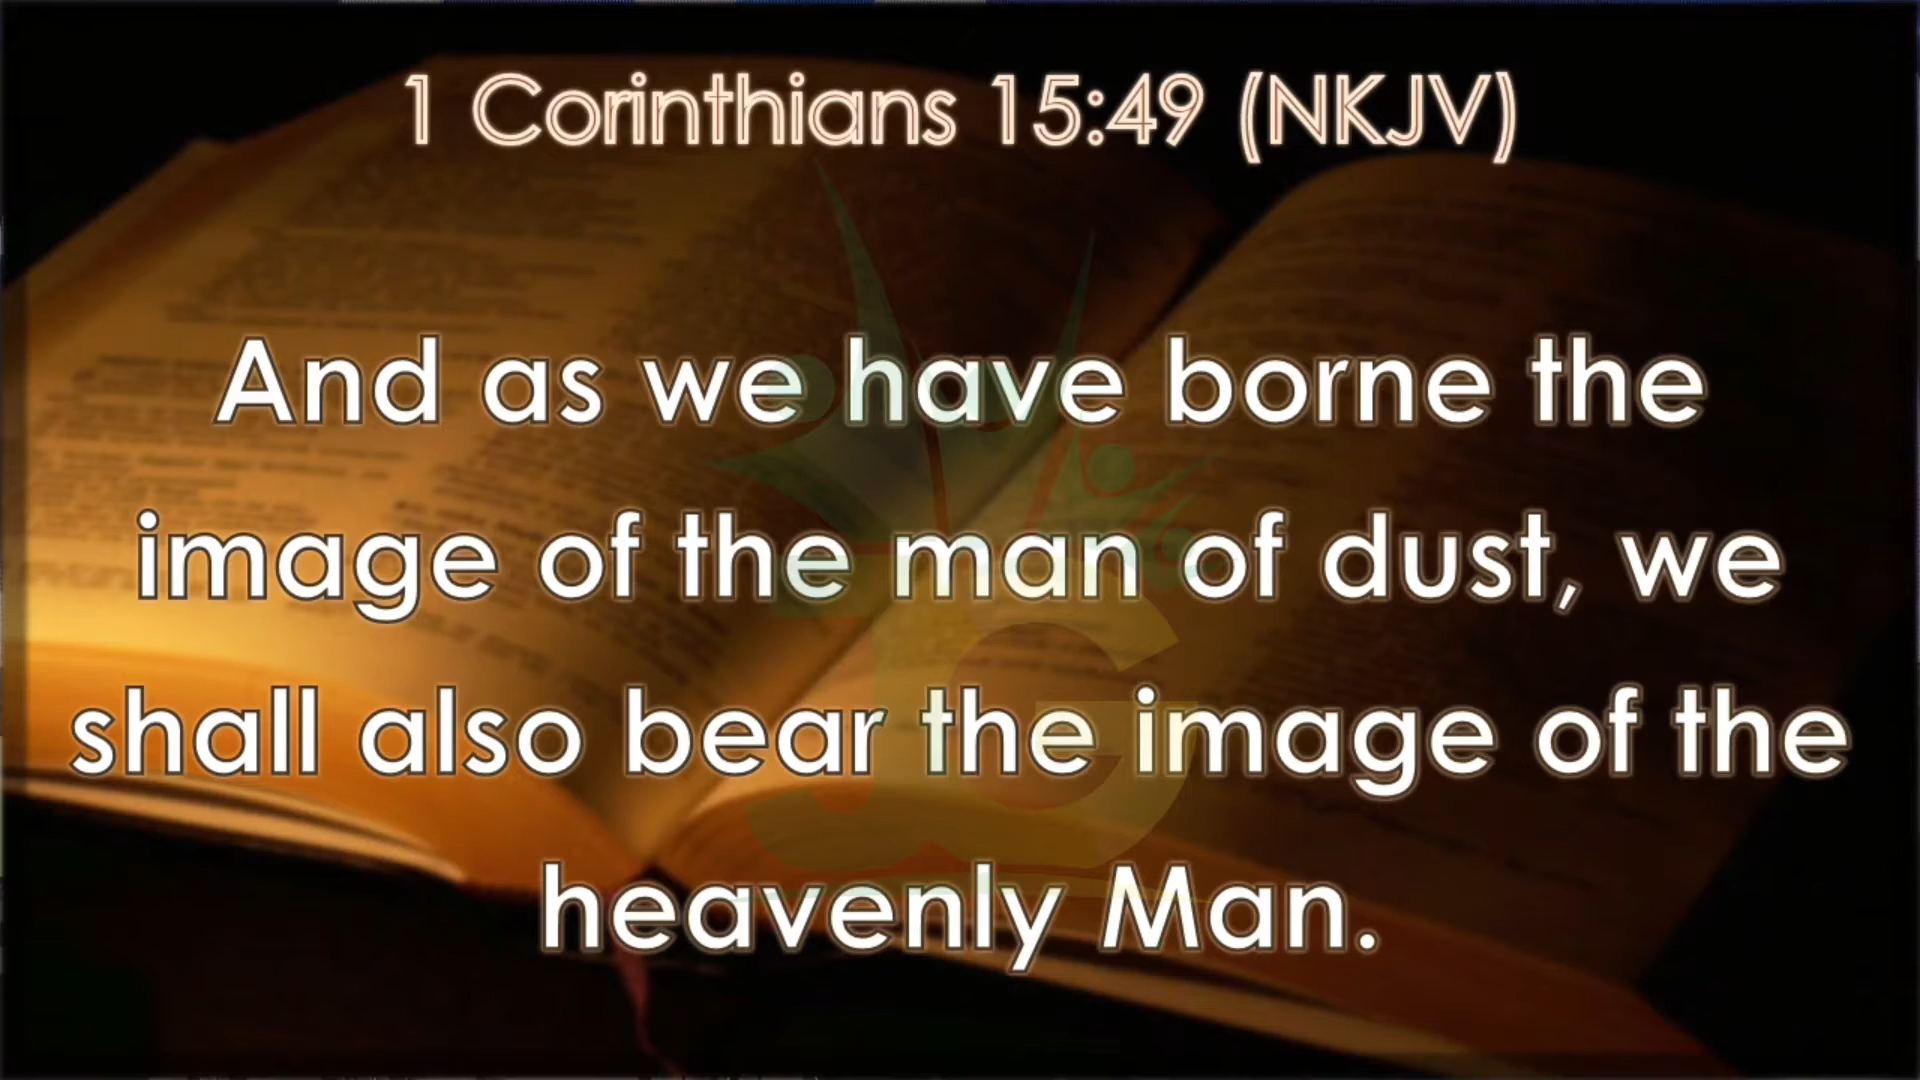 1 Corinthians 15:49 (NKJV)
And as we have borne the
image of the man of dust, we
shall also bear the image of the
heavenly Man.